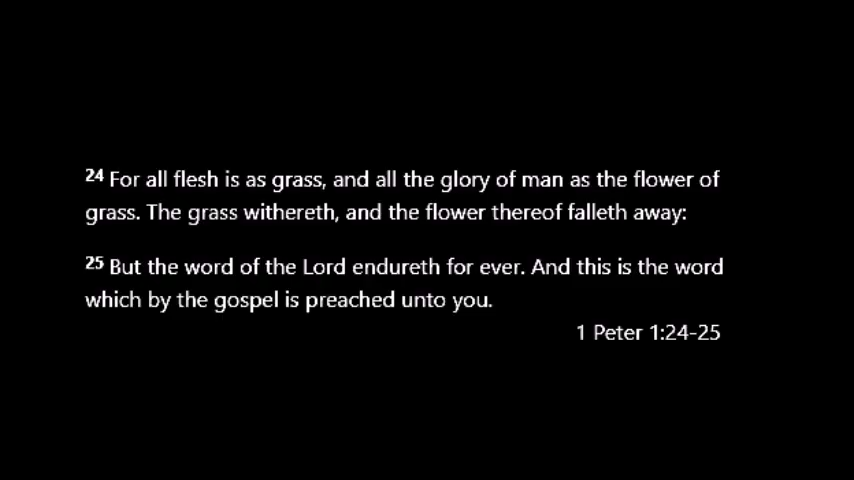 24 For all flesh is as grass, and all the glory of man as the flower of
grass. The grass withereth, and the flower thereof falleth away:
25 But the word of the Lord endureth for ever. And this is the word
which by the gospel is preached unto you.
1 Peter 1:24-25